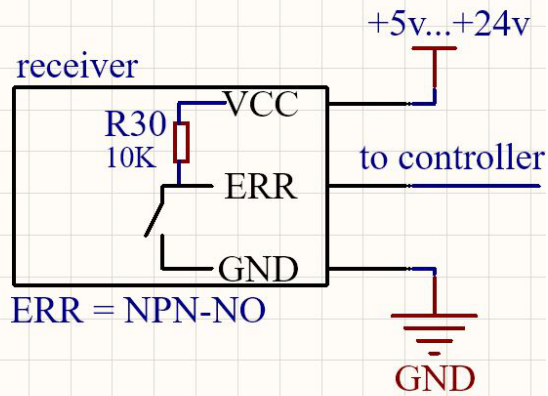 +5v...+24v
receiver
VCC
R30
10K
to controller
ERR
GND
ERR = NPN-NO
GND